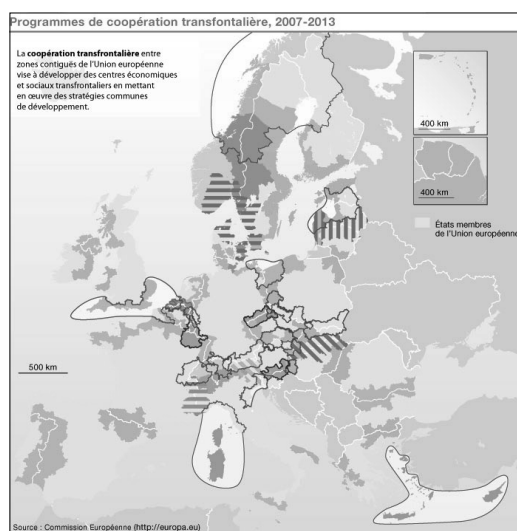 Programmes de coopération transfontalière, 2007-2013
La coopération transfrontalière entre
zones contiguës de l'Union européenne
vise à développer des centres économiques
et sociaux transfrontaliers en mettant
en œuvre des stratégies communes
de développement.
400 km
400 km
États membres
de l'Union européenne
500 km
Source : Commission Européenne (http://europa.eu)